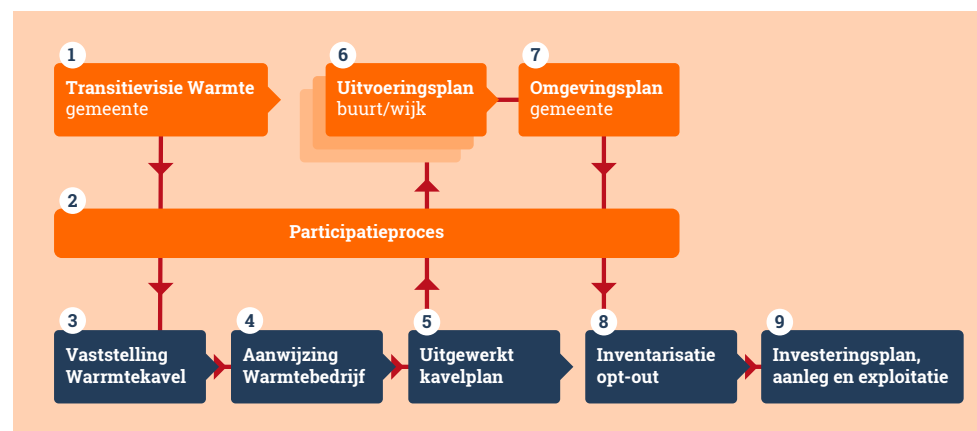 1
Transitievisie Warmte
gemeente
6
Uitvoeringsplan
buurt/wijk
7
Omgevingsplan
gemeente
2
Participatieproces
3
Vaststelling
Warrmtekavel
4
Aanwijzing
Warmtebedrijf
5
Uitgewerkt
kavelplan
8
Inventarisatie
opt-out
9
Investeringsplan,
aanleg en exploitatie